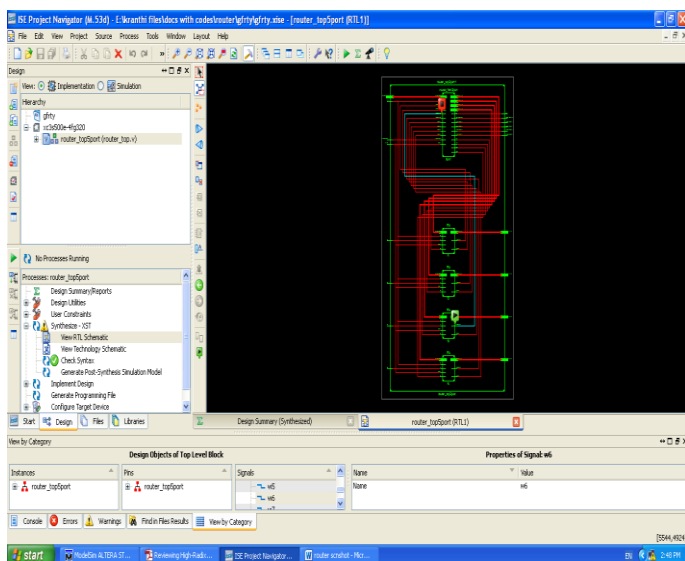 ISE Project Navigator (M.53d) - E:\kranthi files\docs with codes\router\gfrty\gfrty.xise - [router_top5port (RTL1)]
File Edit View Project Source Process Tools Window Layout Help
Design
View: Implementation Simulation
Hierarchy
gfrty
xc3s500e-4fg320
router_top5port (router_top.v)
No Processes Running
Processes: router_top5port
Design Summary/Reports
Design Utilities
User Constraints
Synthesize - XST
View RTL Schematic
View Technology Schematic
Check Syntax
Generate Post-Synthesis Simulation Model
Implement Design
Generate Programming File
Configure Target Device
Start Design Files Libraries
Design Summary (Synthesized) router_top5port (RTL1)
View by Category
Design Objects of Top Level Block Properties of Signal: w6
Instances Pins Signals Name Value
router_top5port router_top5port w5 Name w6
w6
w7
Console Errors Warnings Find in Files Results View by Category
[5544,4924]
start ModelSim ALTERA ST... Reviewing High-Radix... ISE Project Navigator... router scrnshot - Micr... EN 2:48 PM